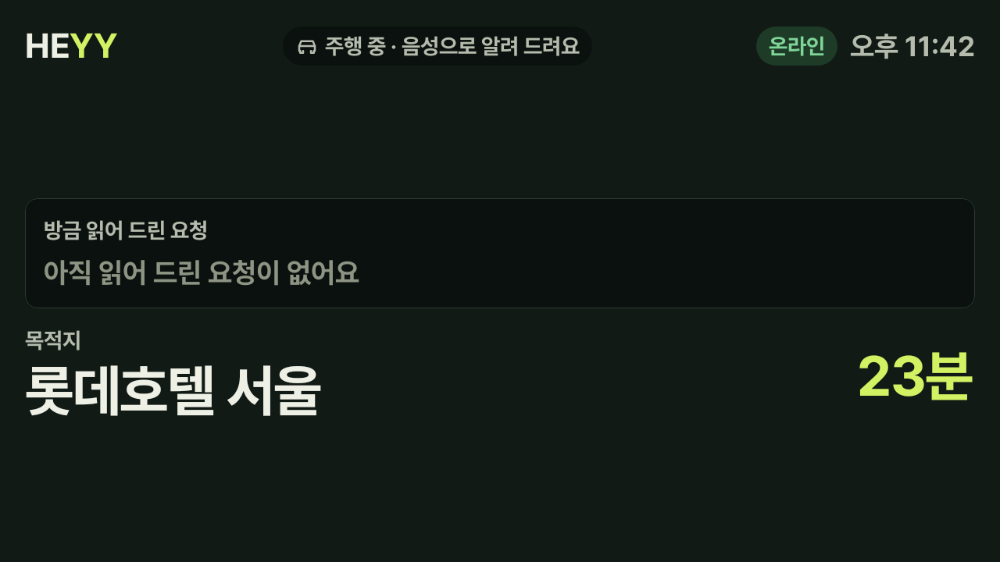 HEYY
주행 중 · 음성으로 알려 드려요
온라인
오후 11:42
방금 읽어 드린 요청
아직 읽어 드린 요청이 없어요
목적지
롯데호텔 서울
23분